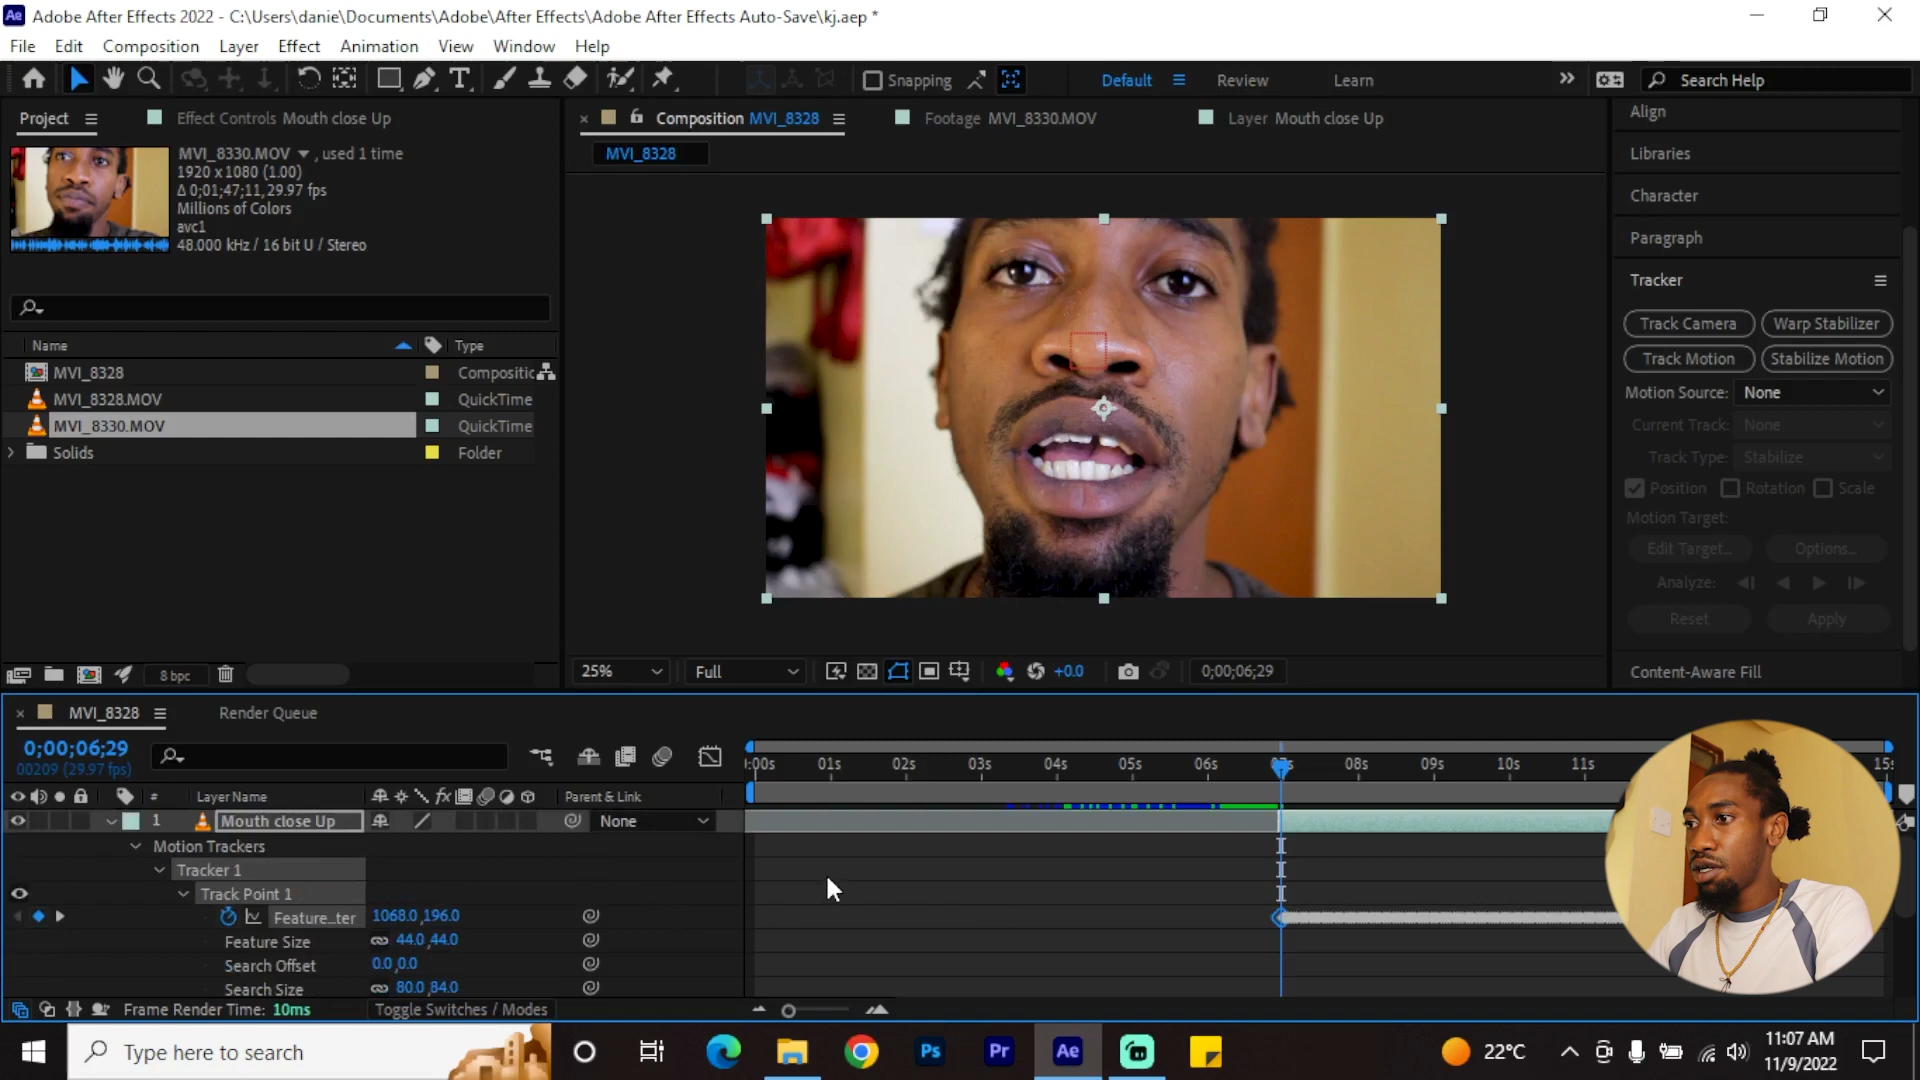 Ae Adobe After Effects 2022 - C:\Users\danie\Documents\Adobe\After Effects\Adobe After Effects Auto-Save\kj.aep *
File Edit Composition Layer Effect Animation View Window Help
Snapping Default Review Learn Search Help
Project Effect Controls Mouth close Up
MVI_8330.MOV , used 1 time
1920 x 1080 (1.00)
Δ 0;01;47;11, 29.97 fps
Millions of Colors
avc1
48.000 kHz / 16 bit U / Stereo
Name Type
MVI_8328 Compositic
MVI_8328.MOV QuickTime
MVI_8330.MOV QuickTime
Solids Folder
8 bpc
Composition MVI_8328 Footage MVI_8330.MOV Layer Mouth close Up
MVI_8328
25% Full +0.0 0;00;06;29
Align
Libraries
Character
Paragraph
Tracker
Track Camera Warp Stabilizer
Track Motion Stabilize Motion
Motion Source: None
Current Track: None
Track Type: Stabilize
Position Rotation Scale
Motion Target:
Edit Target... Options...
Analyze:
Reset Apply
Content-Aware Fill
MVI_8328 Render Queue
0;00;06;29
00209 (29.97 fps)
:00s 01s 02s 03s 04s 05s 06s 07s 08s 09s 10s 11s 15s
# Layer Name fx Parent & Link
1 Mouth close Up None
Motion Trackers
Tracker 1
Track Point 1
Feature...ter 1068.0,196.0
Feature Size 44.0,44.0
Search Offset 0.0,0.0
Search Size 80.0,84.0
Frame Render Time: 10ms Toggle Switches / Modes
Type here to search Ps Pr Ae 22°C 11:07 AM
11/9/2022